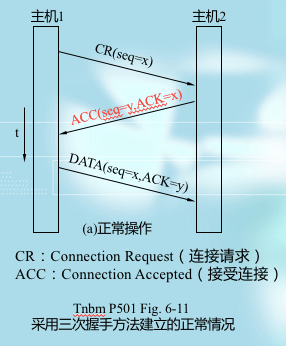 主机1 主机2
CR(seq=x)
ACC(seq=y,ACK=x)
t
DATA(seq=x,ACK=y)
(a)正常操作
CR：Connection Request（连接请求）
ACC：Connection Accepted（接受连接）
Tnbm P501 Fig. 6-11
采用三次握手方法建立的正常情况